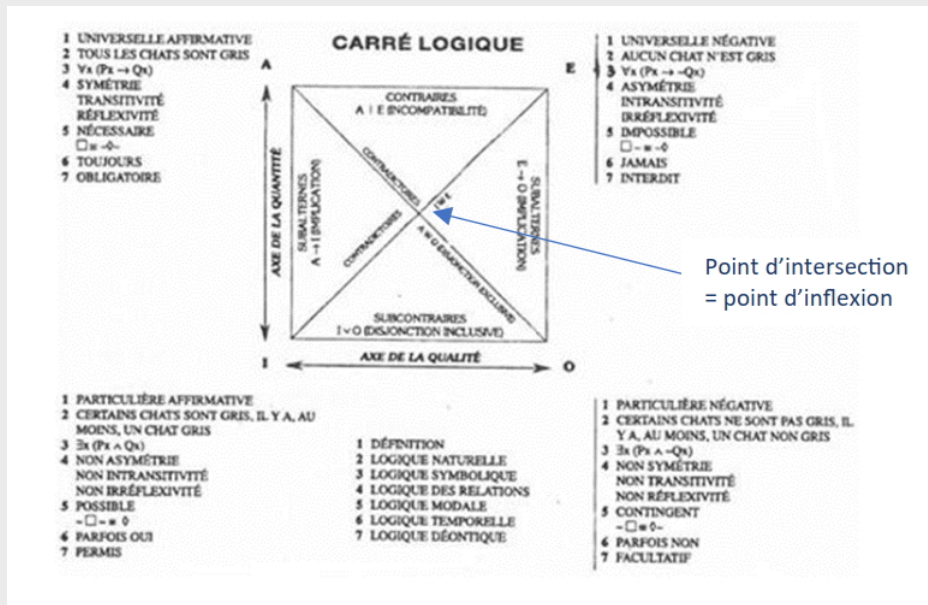 CARRÉ LOGIQUE
1 UNIVERSELLE AFFIRMATIVE
2 TOUS LES CHATS SONT GRIS
3 ∀x (Px → Qx)
4 SYMÉTRIE
TRANSITIVITÉ
RÉFLEXIVITÉ
5 NÉCESSAIRE
□ ≡ -◊-
6 TOUJOURS
7 OBLIGATOIRE
A
E
1 UNIVERSELLE NÉGATIVE
2 AUCUN CHAT N'EST GRIS
3 ∀x (Px → -Qx)
4 ASYMÉTRIE
INTRANSITIVITÉ
IRRÉFLEXIVITÉ
5 IMPOSSIBLE
□- ≡ -◊
6 JAMAIS
7 INTERDIT
CONTRAIRES
A | E (INCOMPATIBILITÉ)
AXE DE LA QUANTITÉ
SUBALTERNES
A → I (IMPLICATION)
CONTRADICTOIRES
CONTRADICTOIRES
I W E
A W O (DISJONCTION EXCLUSIVE)
SUBALTERNES
E → O (IMPLICATION)
Point d'intersection
= point d'inflexion
SUBCONTRAIRES
I v O (DISJONCTION INCLUSIVE)
I
AXE DE LA QUALITÉ
O
1 PARTICULIÈRE AFFIRMATIVE
2 CERTAINS CHATS SONT GRIS, IL Y A, AU
MOINS, UN CHAT GRIS
3 ∃x (Px ∧ Qx)
4 NON ASYMÉTRIE
NON INTRANSITIVITÉ
NON IRRÉFLEXIVITÉ
5 POSSIBLE
-□- ≡ ◊
6 PARFOIS OUI
7 PERMIS
1 DÉFINITION
2 LOGIQUE NATURELLE
3 LOGIQUE SYMBOLIQUE
4 LOGIQUE DES RELATIONS
5 LOGIQUE MODALE
6 LOGIQUE TEMPORELLE
7 LOGIQUE DÉONTIQUE
1 PARTICULIÈRE NÉGATIVE
2 CERTAINS CHATS NE SONT PAS GRIS, IL
Y A, AU MOINS, UN CHAT NON GRIS
3 ∃x (Px ∧ -Qx)
4 NON SYMÉTRIE
NON TRANSITIVITÉ
NON RÉFLEXIVITÉ
5 CONTINGENT
-□ ≡ ◊-
6 PARFOIS NON
7 FACULTATIF